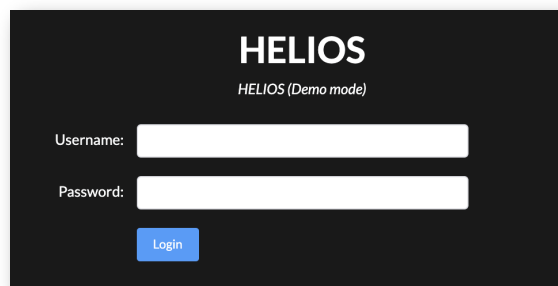 HELIOS
HELIOS (Demo mode)
Username:
Password:
Login